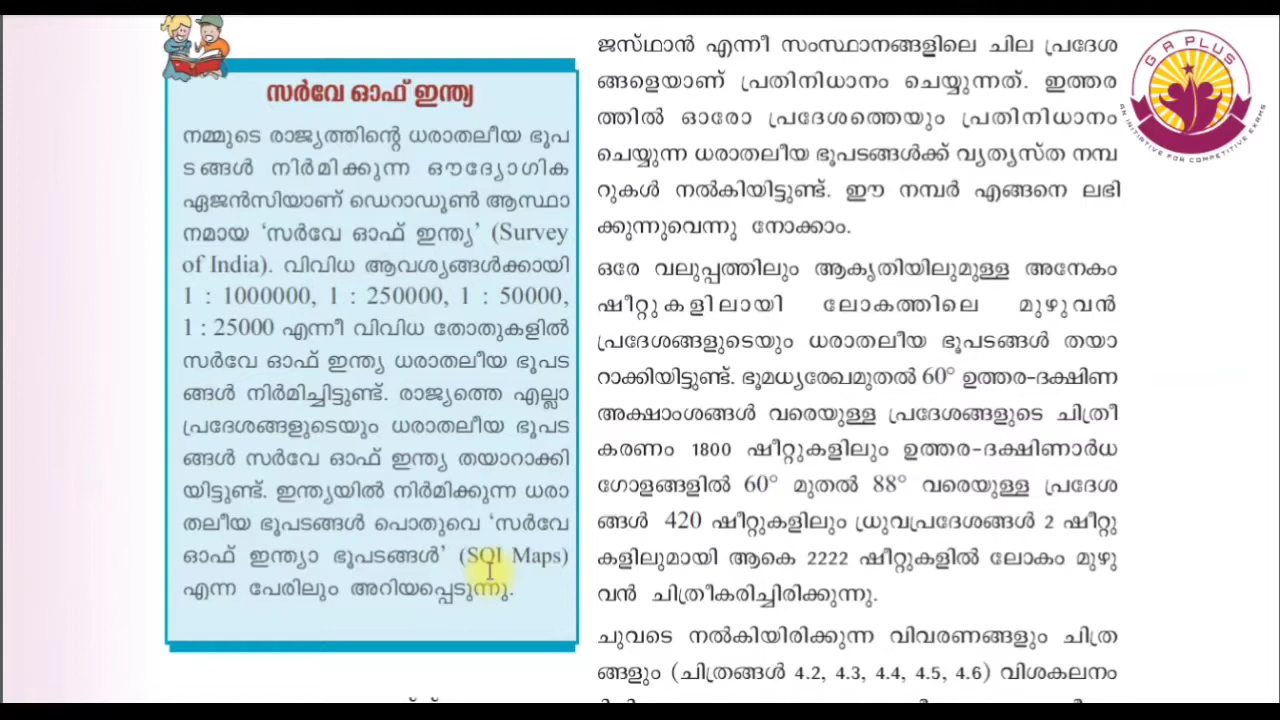 സർവേ ഓഫ് ഇന്ത്യ
നമ്മുടെ രാജ്യത്തിന്റെ ധരാതലീയ ഭൂപ
ടങ്ങൾ നിർമിക്കുന്ന ഔദ്യോഗിക
ഏജൻസിയാണ് ഡെറാഡൂൺ ആസ്ഥാ
നമായ ‘സർവേ ഓഫ് ഇന്ത്യ’ (Survey
of India). വിവിധ ആവശ്യങ്ങൾക്കായി
1 : 1000000, 1 : 250000, 1 : 50000,
1 : 25000 എന്നീ വിവിധ തോതുകളിൽ
സർവേ ഓഫ് ഇന്ത്യ ധരാതലീയ ഭൂപട
ങ്ങൾ നിർമിച്ചിട്ടുണ്ട്. രാജ്യത്തെ എല്ലാ
പ്രദേശങ്ങളുടെയും ധരാതലീയ ഭൂപട
ങ്ങൾ സർവേ ഓഫ് ഇന്ത്യ തയാറാക്കി
യിട്ടുണ്ട്. ഇന്ത്യയിൽ നിർമിക്കുന്ന ധരാ
തലീയ ഭൂപടങ്ങൾ പൊതുവെ ‘സർവേ
ഓഫ് ഇന്ത്യാ ഭൂപടങ്ങൾ’ (SOI Maps)
എന്ന പേരിലും അറിയപ്പെടുന്നു.
ജസ്ഥാൻ എന്നീ സംസ്ഥാനങ്ങളിലെ ചില പ്രദേശ
ങ്ങളെയാണ് പ്രതിനിധാനം ചെയ്യുന്നത്. ഇത്തര
ത്തിൽ ഓരോ പ്രദേശത്തെയും പ്രതിനിധാനം
ചെയ്യുന്ന ധരാതലീയ ഭൂപടങ്ങൾക്ക് വ്യത്യസ്ത നമ്പ
റുകൾ നൽകിയിട്ടുണ്ട്. ഈ നമ്പർ എങ്ങനെ ലഭി
ക്കുന്നുവെന്നു നോക്കാം.
ഒരേ വലുപ്പത്തിലും ആകൃതിയിലുമുള്ള അനേകം
ഷീറ്റുകളിലായി ലോകത്തിലെ മുഴുവൻ
പ്രദേശങ്ങളുടെയും ധരാതലീയ ഭൂപടങ്ങൾ തയാ
റാക്കിയിട്ടുണ്ട്. ഭൂമധ്യരേഖമുതൽ 60° ഉത്തര-ദക്ഷിണ
അക്ഷാംശങ്ങൾ വരെയുള്ള പ്രദേശങ്ങളുടെ ചിത്രീ
കരണം 1800 ഷീറ്റുകളിലും ഉത്തര-ദക്ഷിണാർധ
ഗോളങ്ങളിൽ 60° മുതൽ 88° വരെയുള്ള പ്രദേശ
ങ്ങൾ 420 ഷീറ്റുകളിലും ധ്രുവപ്രദേശങ്ങൾ 2 ഷീറ്റു
കളിലുമായി ആകെ 2222 ഷീറ്റുകളിൽ ലോകം മുഴു
വൻ ചിത്രീകരിച്ചിരിക്കുന്നു.
ചുവടെ നൽകിയിരിക്കുന്ന വിവരണങ്ങളും ചിത്ര
ങ്ങളും (ചിത്രങ്ങൾ 4.2, 4.3, 4.4, 4.5, 4.6) വിശകലനം
G R PLUS
AN INITIATIVE FOR COMPETITIVE EXAMS